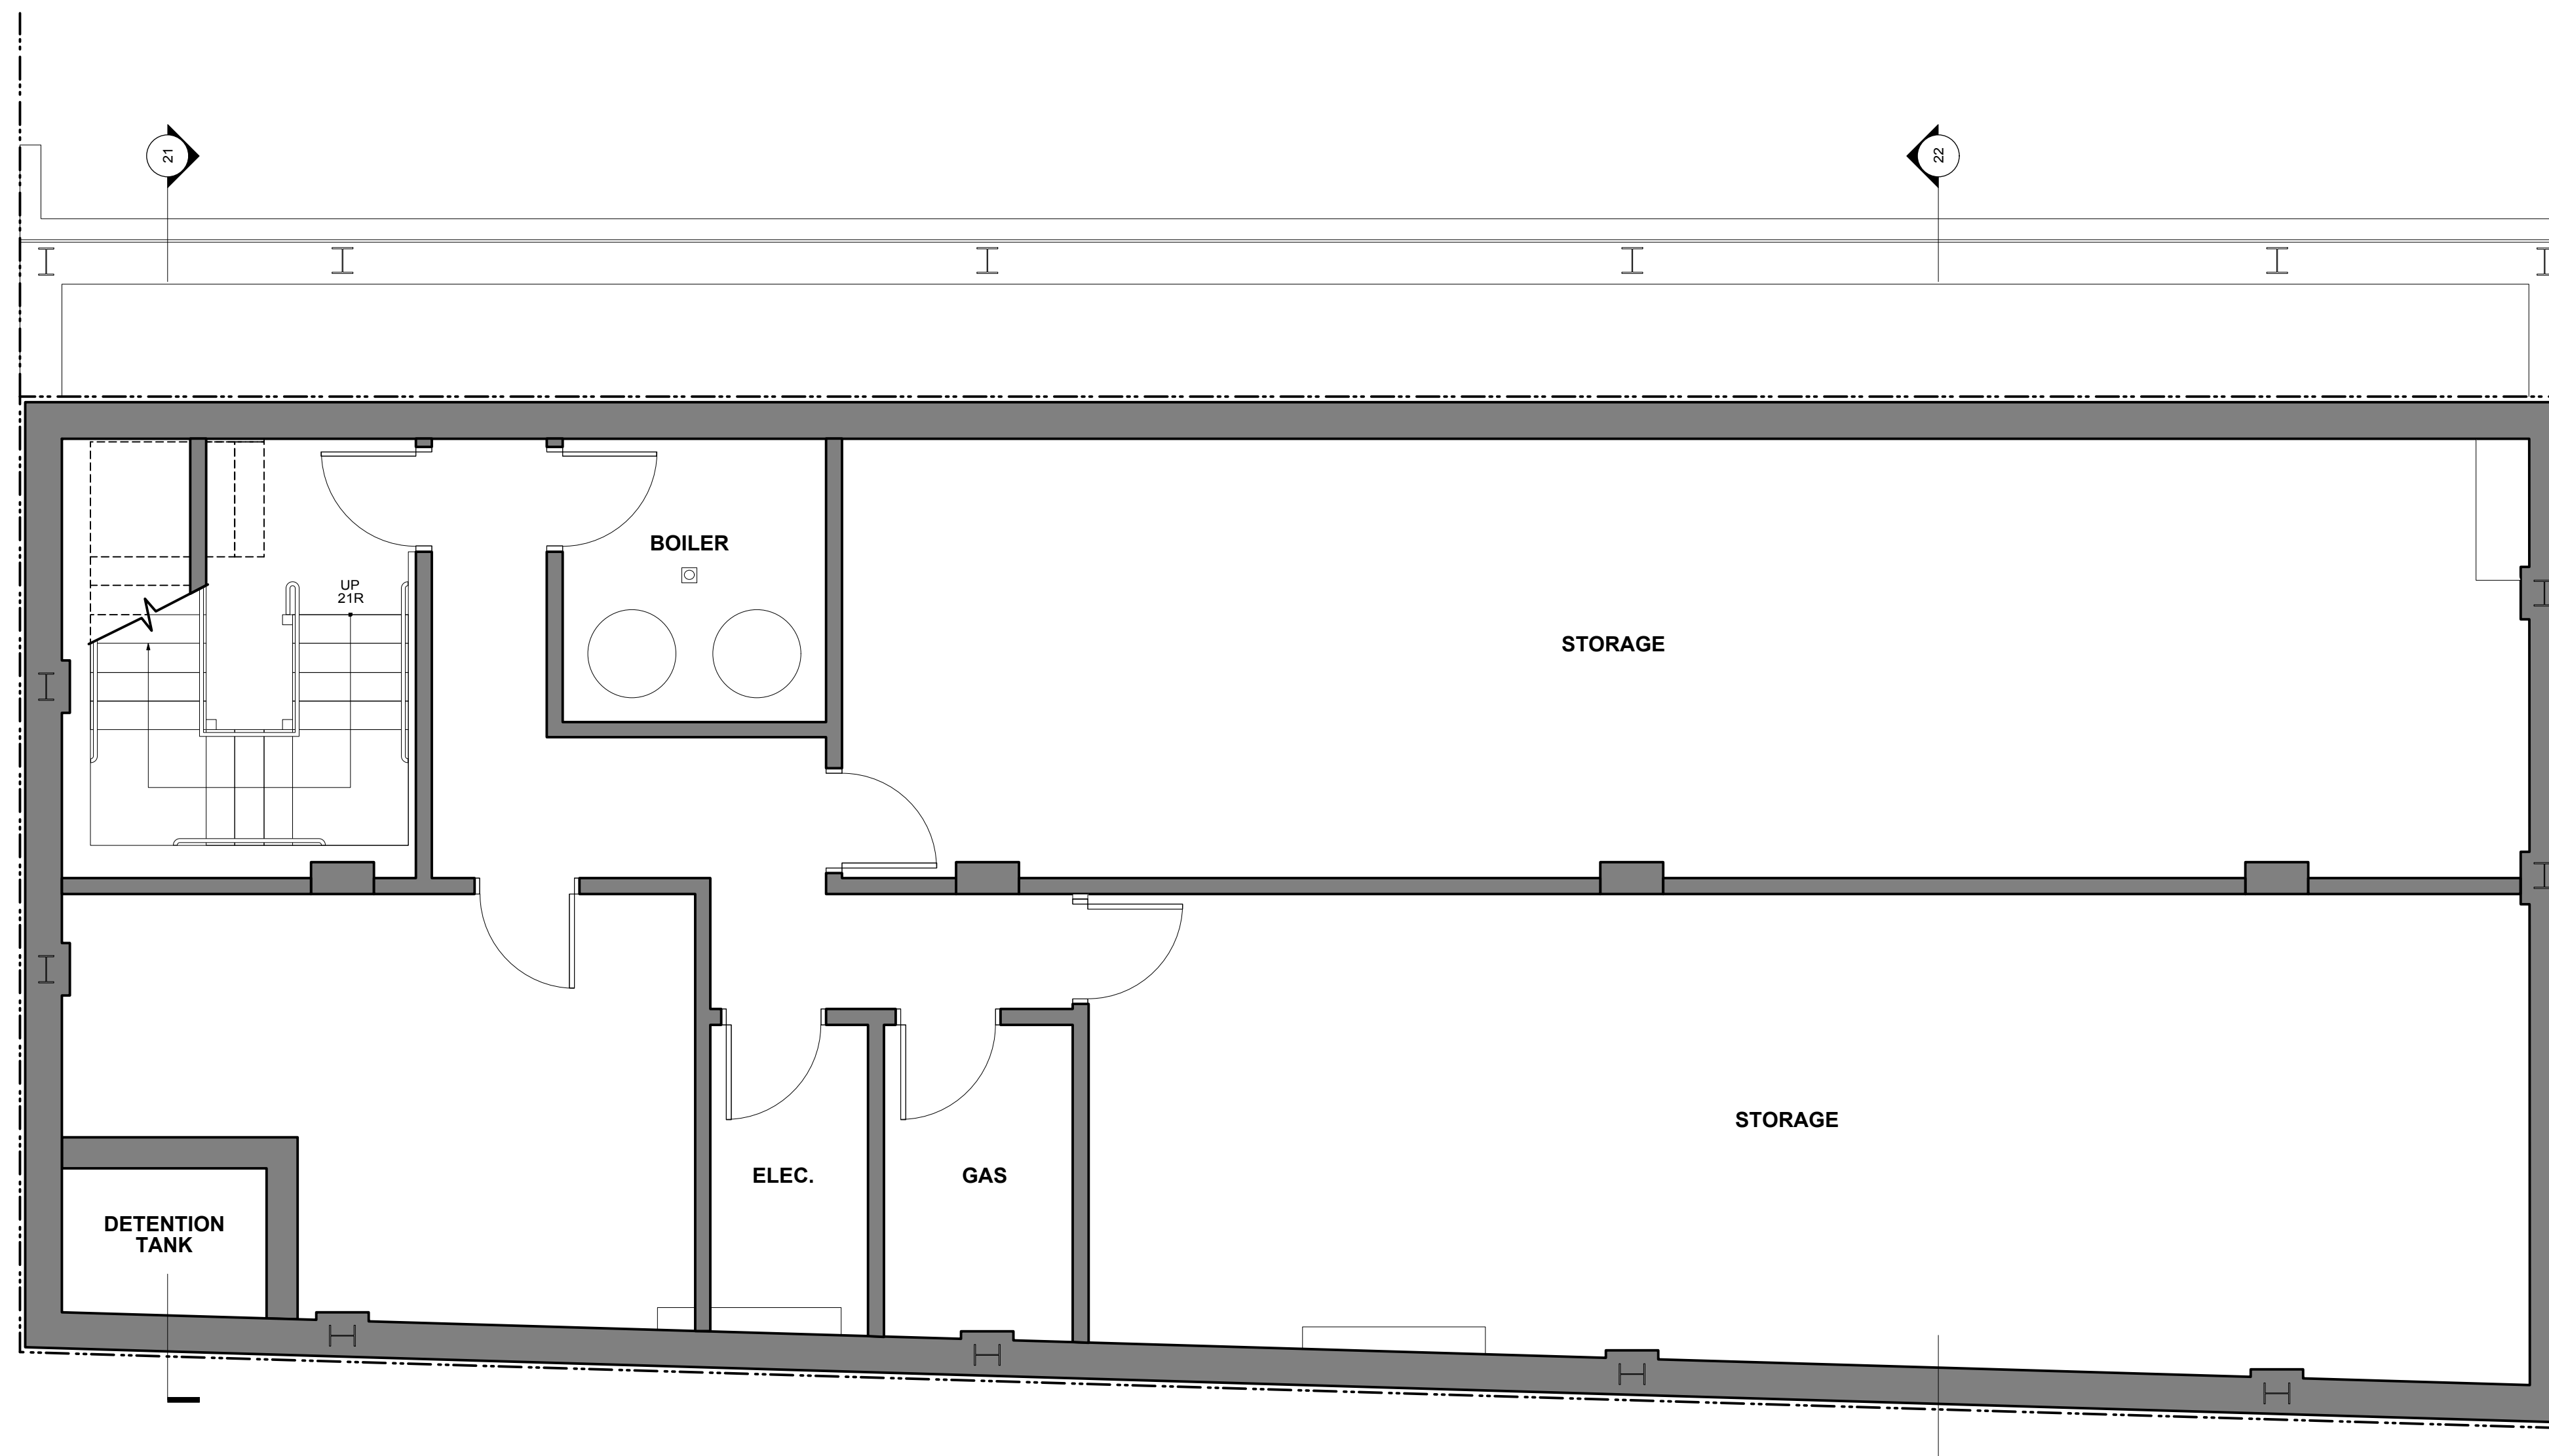 21
22
BOILER
UP
21R
STORAGE
STORAGE
ELEC.
GAS
DETENTION
TANK